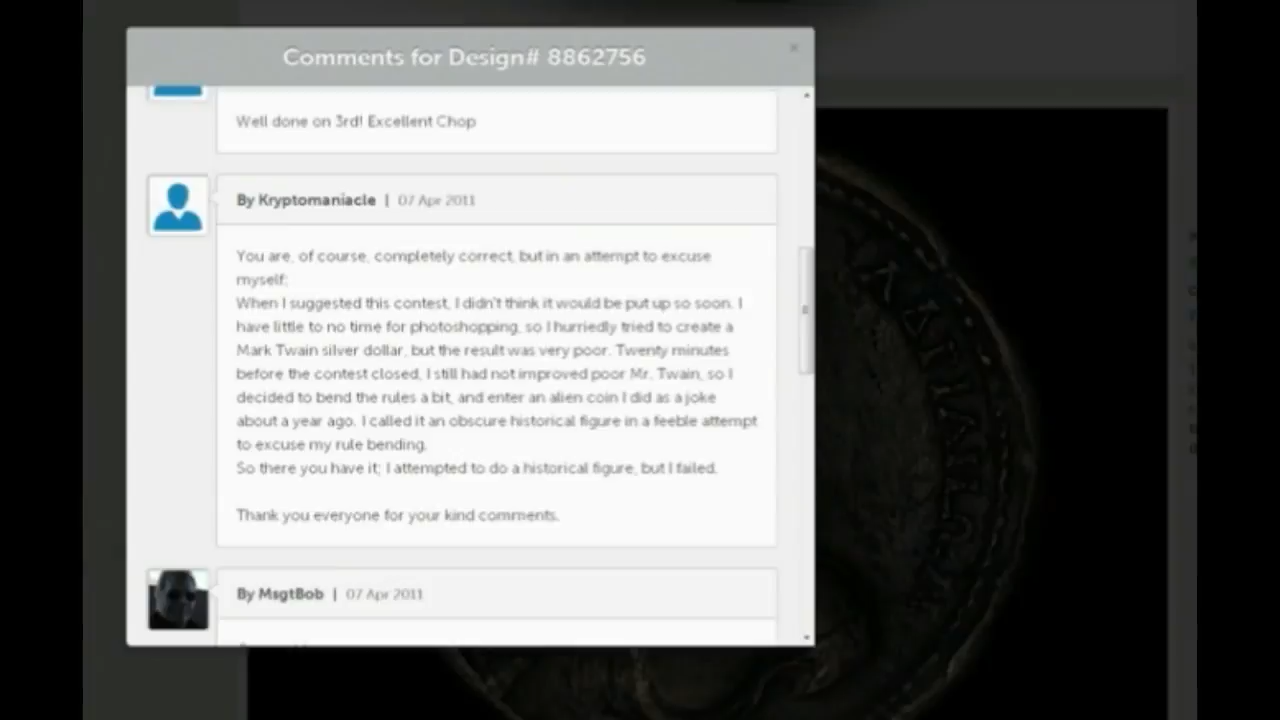 Comments for Design# 8862756
Well done on 3rd! Excellent Chop
By Kryptomaniacle | 07 Apr 2011
You are, of course, completely correct, but in an attempt to excuse
myself;
When I suggested this contest, I didn't think it would be put up so soon. I
have little to no time for photoshopping, so I hurriedly tried to create a
Mark Twain silver dollar, but the result was very poor. Twenty minutes
before the contest closed, I still had not improved poor Mr. Twain, so I
decided to bend the rules a bit, and enter an alien coin I did as a joke
about a year ago. I called it an obscure historical figure in a feeble attempt
to excuse my rule bending.
So there you have it; I attempted to do a historical figure, but I failed.
Thank you everyone for your kind comments.
By MsgtBob | 07 Apr 2011